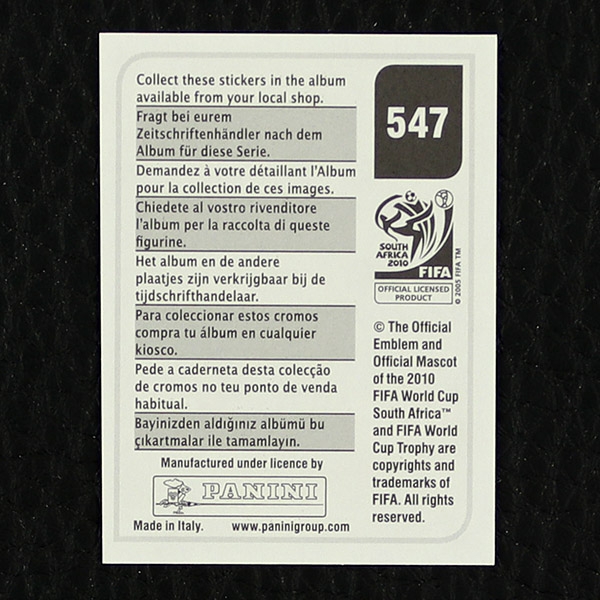 Collect these stickers in the album
available from your local shop.
Fragt bei eurem
Zeitschriftenhändler nach dem
Album für diese Serie.
Demandez à votre détaillant l'Album
pour la collection de ces images.
Chiedete al vostro rivenditore
l'album per la raccolta di queste
figurine.
Het album en de andere
plaatjes zijn verkrijgbaar bij de
tijdschrifthandelaar.
Para coleccionar estos cromos
compra tu álbum en cualquier
kiosco.
Pede a caderneta desta colecção
de cromos no teu ponto de venda
habitual.
Bayinizden aldığınız albümü bu
çıkartmalar ile tamamlayın.
Manufactured under licence by
PANINI
Made in Italy. www.paninigroup.com
547
SOUTH
AFRICA
2010
FIFA
© 2005 FIFA TM
OFFICIAL LICENSED
PRODUCT
© The Official
Emblem and
Official Mascot
of the 2010
FIFA World Cup
South Africa™
and FIFA World
Cup Trophy are
copyrights and
trademarks of
FIFA. All rights
reserved.